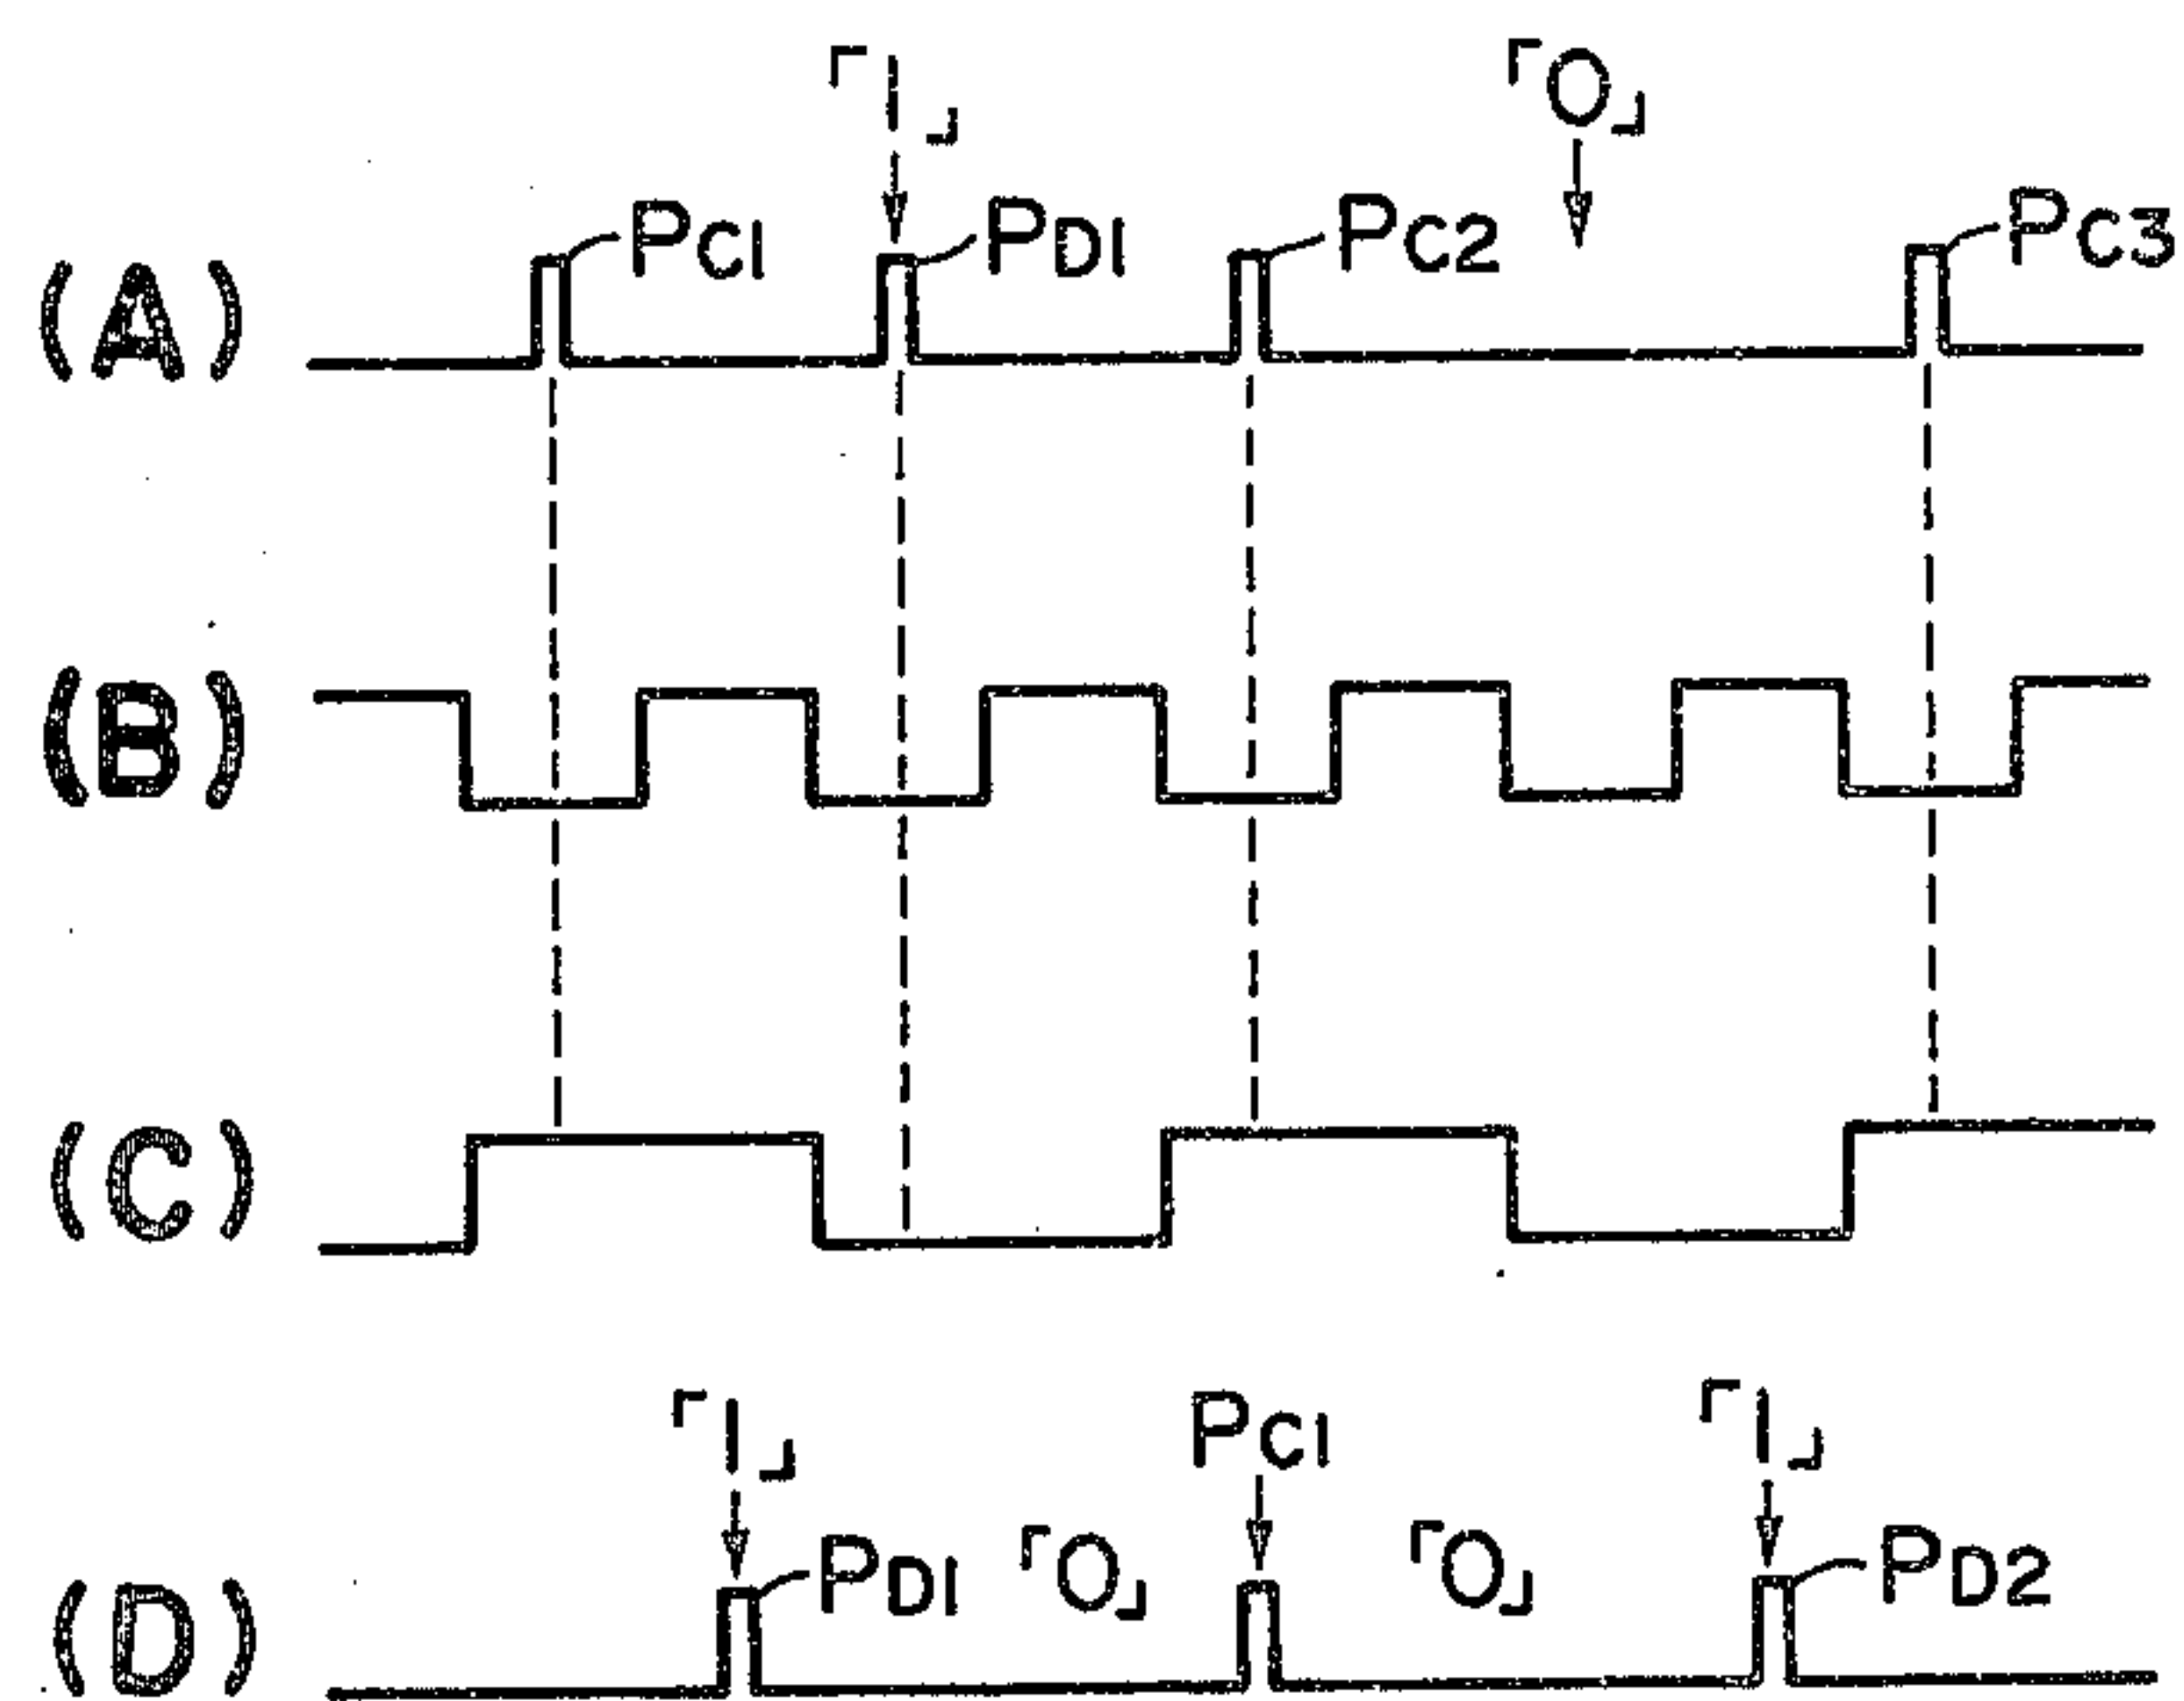 「1」
「0」
(A)
PC1
PD1
PC2
PC3
(B)
(C)
「1」
PC1
「1」
(D)
PD1
「0」
「0」
PD2